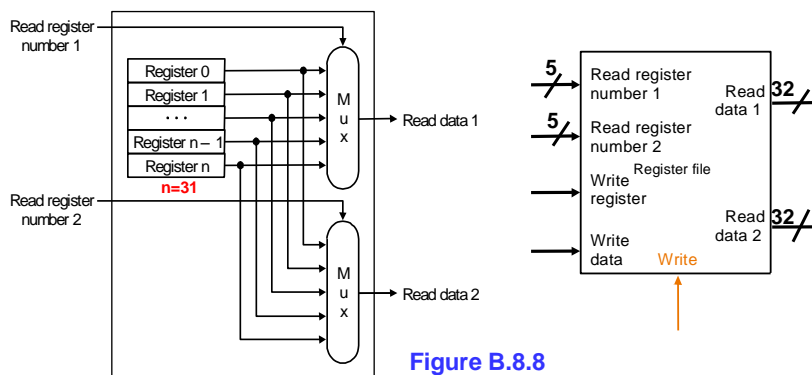 Read register
number 1
Register 0
Register 1
...
Register n – 1
Register n
n=31
M
u
x
Read data 1
Read register
number 2
M
u
x
Read data 2
5
Read register
number 1
5
Read register
number 2
Write
register
Write
data
Register file
Write
Read
data 1
32
Read
data 2
32
Figure B.8.8